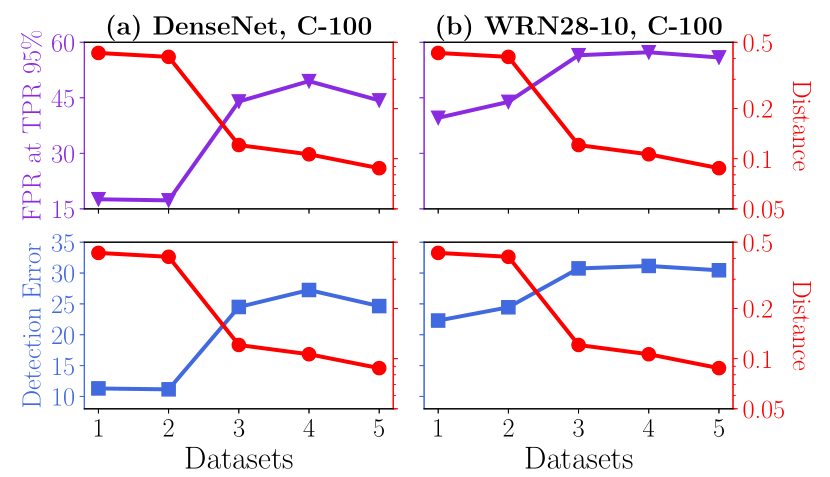 (a) DenseNet, C-100
(b) WRN28-10, C-100
FPR at TPR 95%
60
45
30
15
0.5
0.2
0.1
0.05
Distance
Detection Error
35
30
25
20
15
10
0.5
0.2
0.1
0.05
Distance
1 2 3 4 5
1 2 3 4 5
Datasets
Datasets